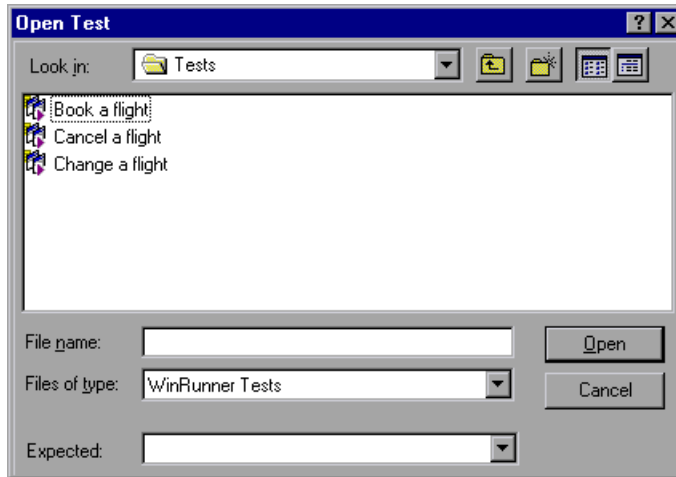 Open Test
Look in: Tests
Book a flight
Cancel a flight
Change a flight
File name: Open
Files of type: WinRunner Tests Cancel
Expected: